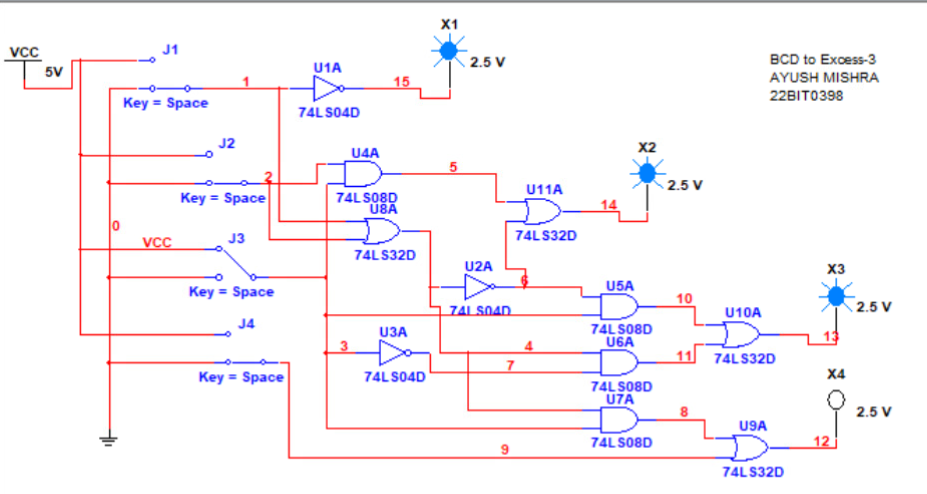 X1
VCC
5V
J1
2.5 V
BCD to Excess-3
AYUSH MISHRA
22BIT0398
U1A
1
15
Key = Space
74LS04D
J2
X2
U4A
5
2
2.5 V
Key = Space
74LS08D
U11A
U8A
14
0
74LS32D
74LS32D
VCC
J3
U2A
6
X3
Key = Space
U5A
10
2.5 V
74LS04D
U10A
J4
74LS08D
U3A
U6A
13
3
4
11
74LS32D
7
X4
Key = Space
74LS04D
74LS08D
U7A
8
2.5 V
U9A
74LS08D
12
9
74LS32D